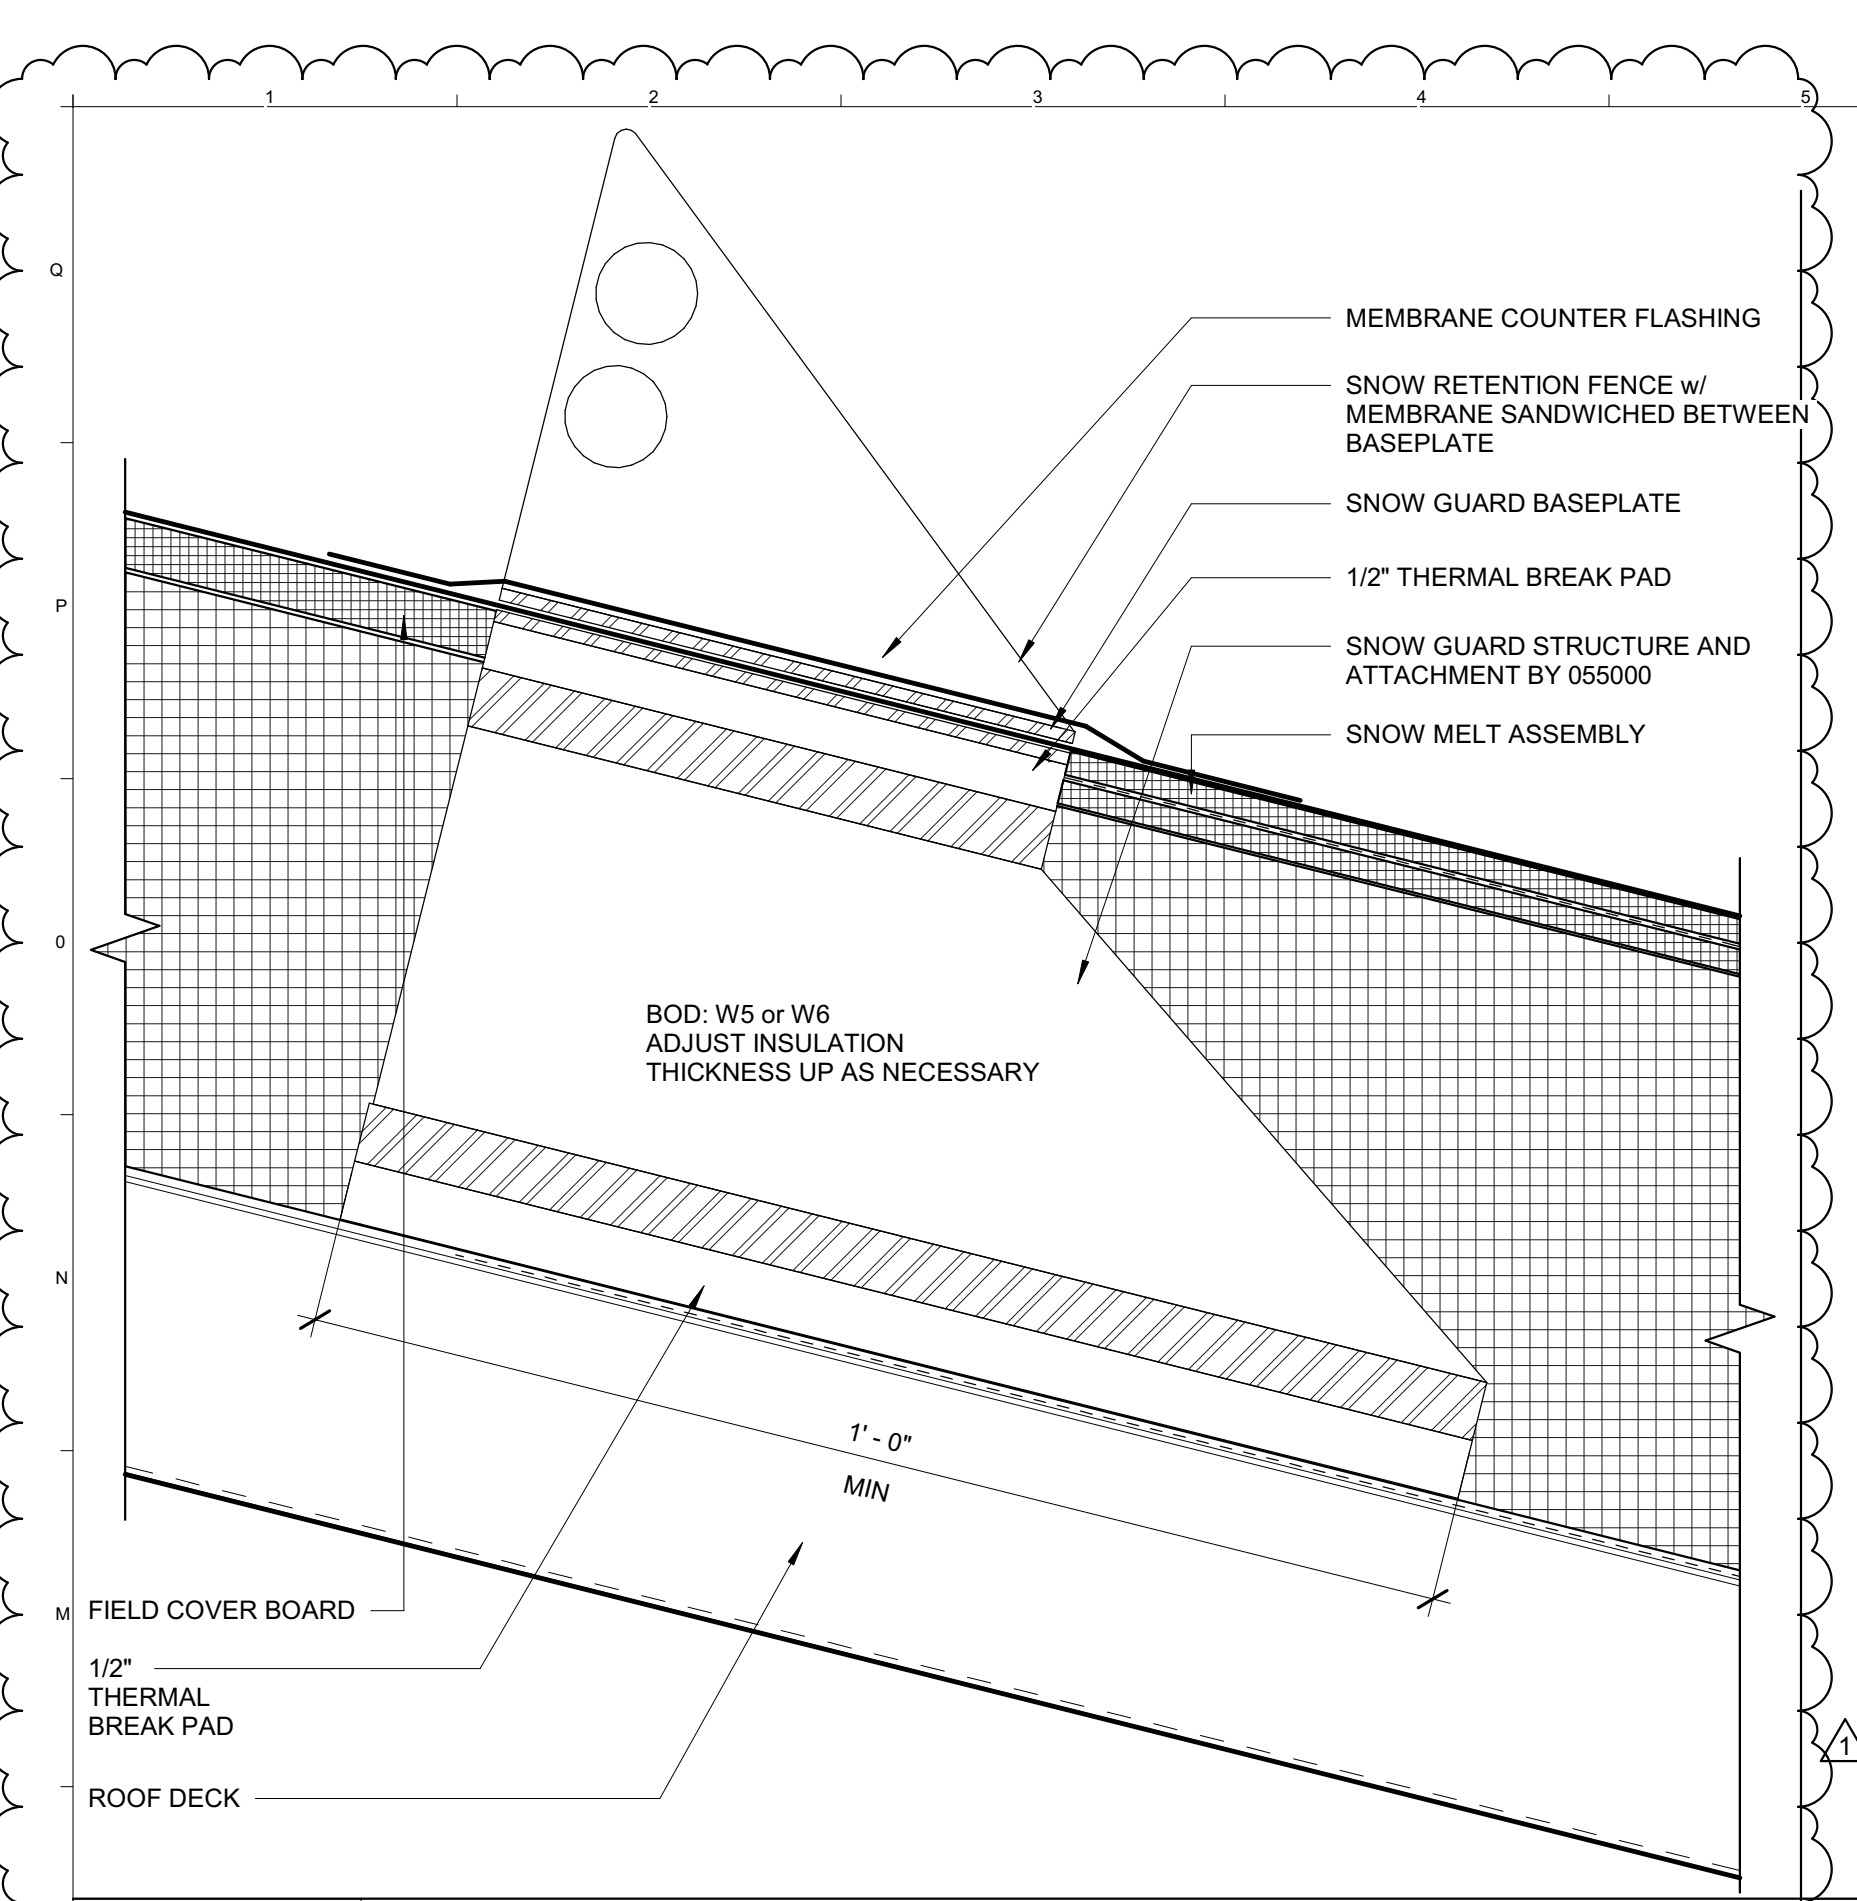 1
2
3
4
5
Q
MEMBRANE COUNTER FLASHING
SNOW RETENTION FENCE w/
MEMBRANE SANDWICHED BETWEEN
BASEPLATE
SNOW GUARD BASEPLATE
1/2" THERMAL BREAK PAD
P
SNOW GUARD STRUCTURE AND
ATTACHMENT BY 055000
SNOW MELT ASSEMBLY
0
BOD: W5 or W6
ADJUST INSULATION
THICKNESS UP AS NECESSARY
N
1' - 0"
MIN
M
FIELD COVER BOARD
1/2"
THERMAL
BREAK PAD
1
ROOF DECK